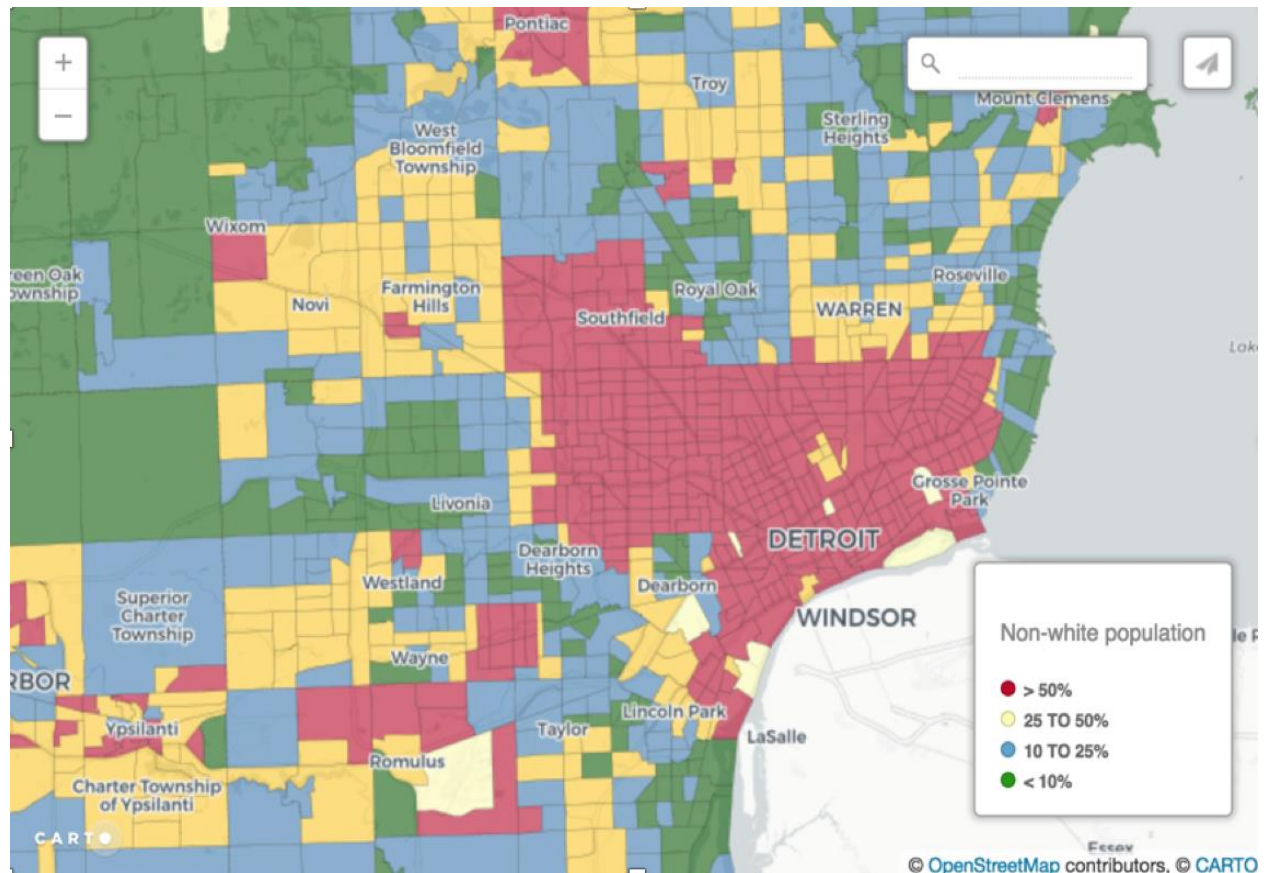 Pontiac
Troy
Mount Clemens
West
Bloomfield
Township
Sterling
Heights
Wixom
reen Oak
ownship
Novi
Farmington
Hills
Royal Oak
Roseville
WARREN
Southfield
Lak
Livonia
Grosse Pointe
Park
DETROIT
Dearborn
Heights
Dearborn
Westland
Superior
Charter
Township
WINDSOR
Wayne
RBOR
Ypsilanti
Lincoln Park
Taylor
LaSalle
Romulus
Charter Township
of Ypsilanti
Non-white population
> 50%
25 TO 50%
10 TO 25%
< 10%
CARTO
Essex
© OpenStreetMap contributors, © CARTO